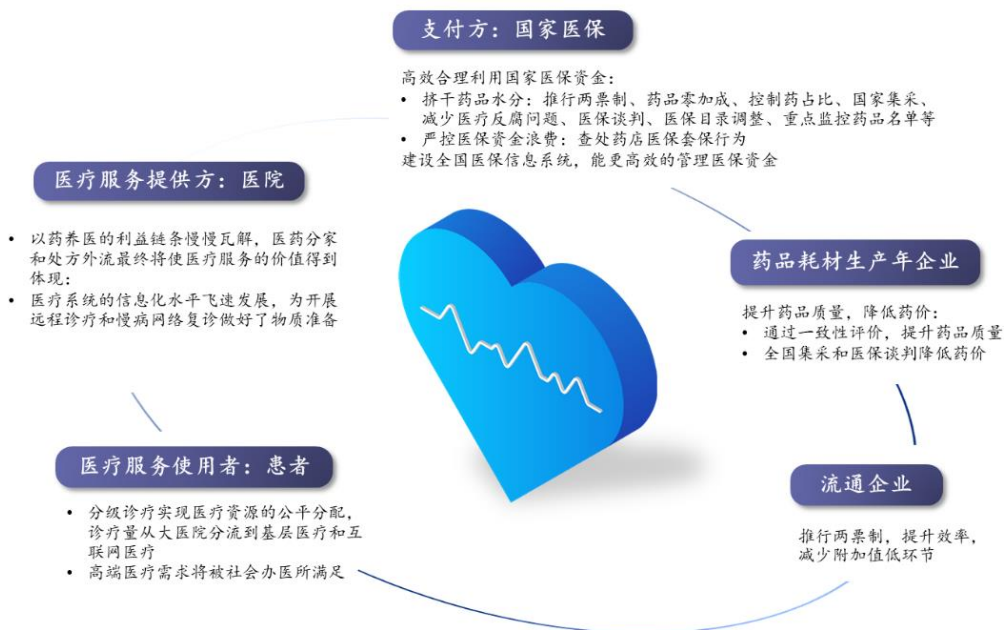 支付方：国家医保
高效合理利用国家医保资金：
• 挤干药品水分：推行两票制、药品零加成、控制药占比、国家集采、
减少医疗反腐问题、医保谈判、医保目录调整、重点监控药品名单等
• 严控医保资金浪费：查处药店医保套保行为
建设全国医保信息系统，能更高效的管理医保资金
医疗服务提供方：医院
• 以药养医的利益链条慢慢瓦解，医药分家
和处方外流最终将使医疗服务的价值得到
体现；
• 医疗系统的信息化水平飞速发展，为开展
远程诊疗和慢病网络复诊做好了物质准备
药品耗材生产年企业
提升药品质量，降低药价：
• 通过一致性评价，提升药品质量
• 全国集采和医保谈判降低药价
医疗服务使用者：患者
• 分级诊疗实现医疗资源的公平分配，
诊疗量从大医院分流到基层医疗和互
联网医疗
• 高端医疗需求将被社会办医所满足
流通企业
推行两票制，提升效率，
减少附加值低环节